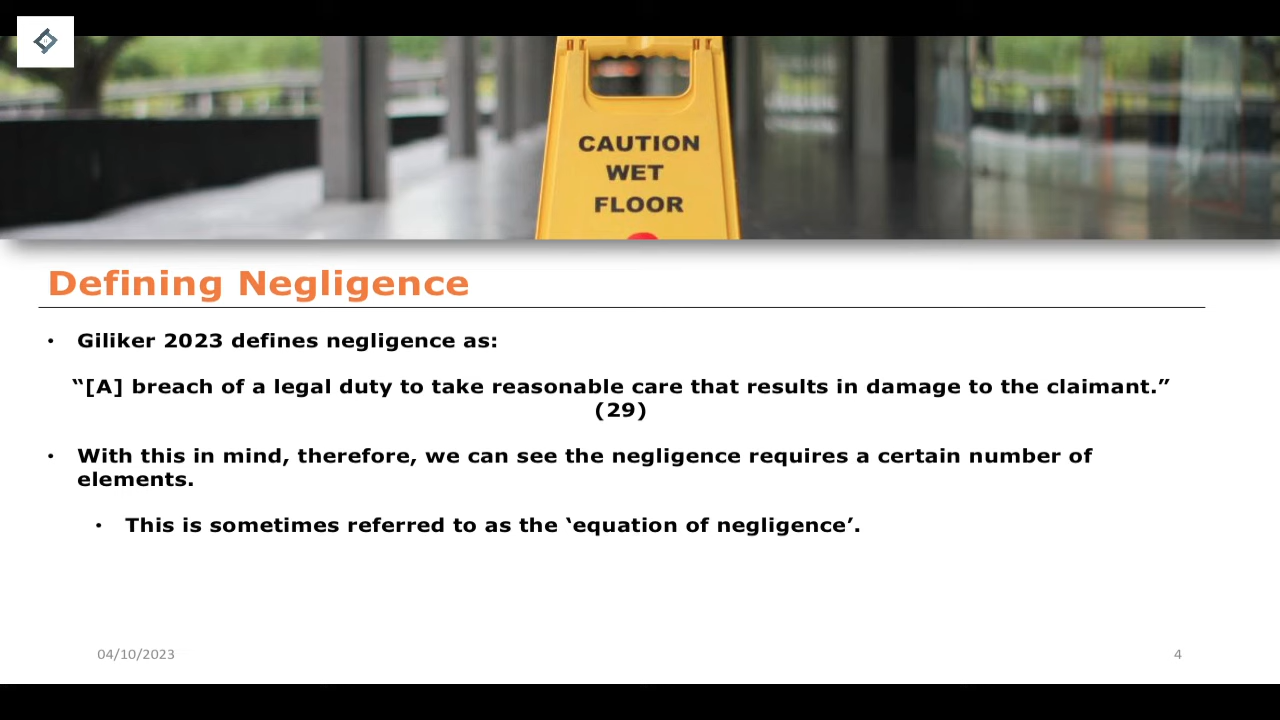 CAUTION
WET
FLOOR
Defining Negligence
• Giliker 2023 defines negligence as:
“[A] breach of a legal duty to take reasonable care that results in damage to the claimant.”
(29)
• With this in mind, therefore, we can see the negligence requires a certain number of
elements.
• This is sometimes referred to as the ‘equation of negligence’.
04/10/2023
4